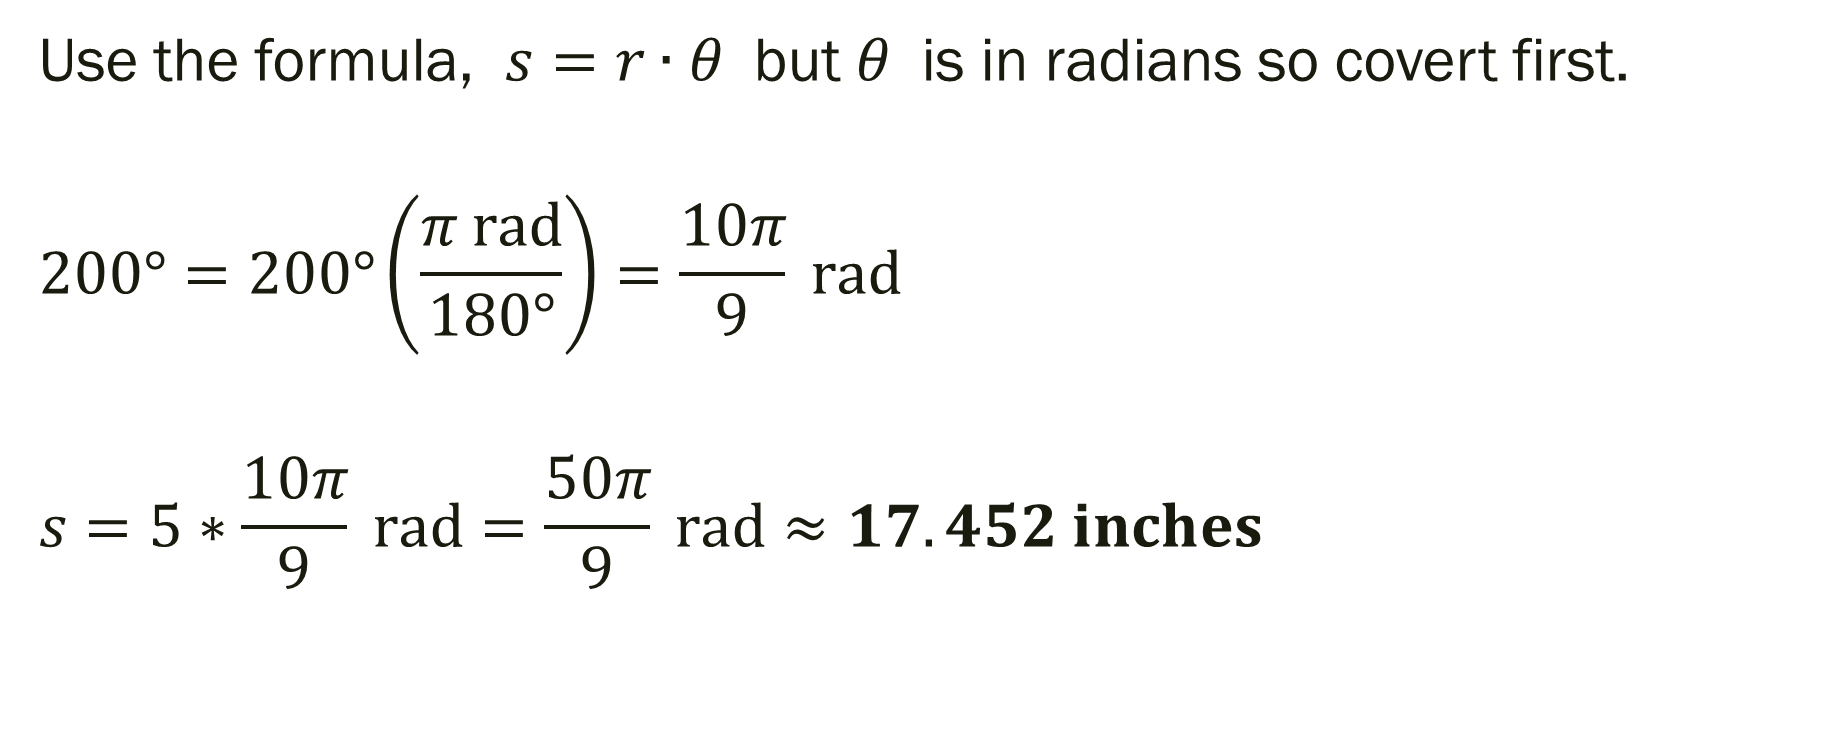 Use the formula, s = r · θ but θ is in radians so covert first.
200° = 200° (π rad / 180°) = 10π / 9 rad
s = 5 * 10π / 9 rad = 50π / 9 rad ≈ 17.452 inches